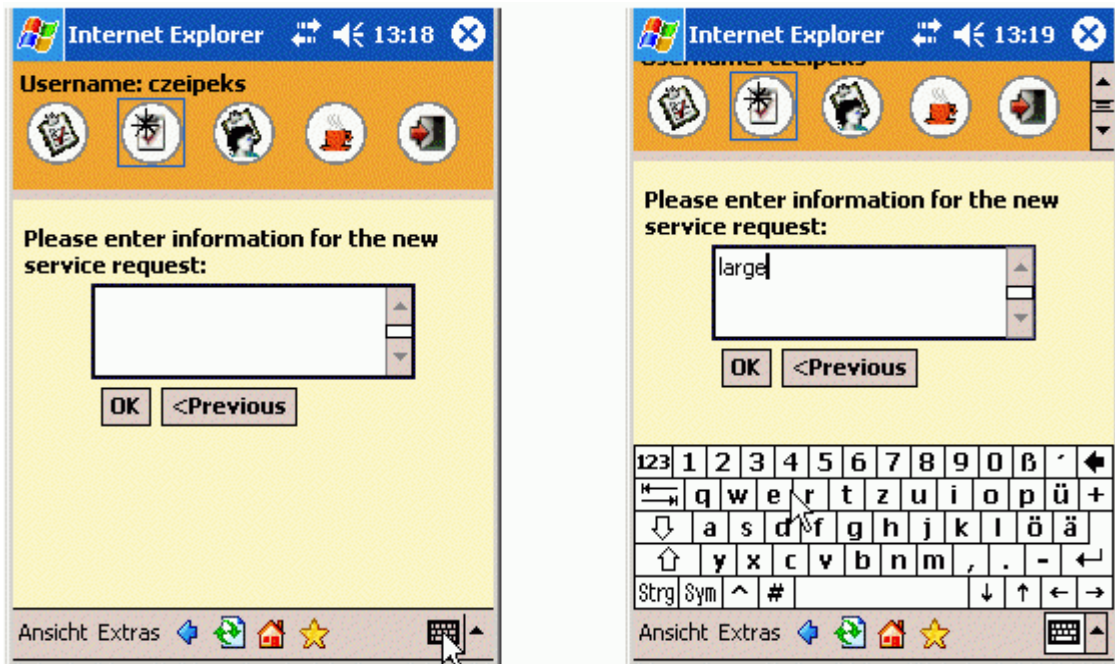 Internet Explorer 13:18
Username: czeipeks
Please enter information for the new
service request:
OK <Previous
Ansicht Extras
Internet Explorer 13:19
Username: czeipeks
Please enter information for the new
service request:
large
OK <Previous
123 1 2 3 4 5 6 7 8 9 0 ß ´
q w e r t z u i o p ü +
a s d f g h j k l ö ä
y x c v b n m , . -
Strg Sym ^ # ↓ ↑ ← →
Ansicht Extras